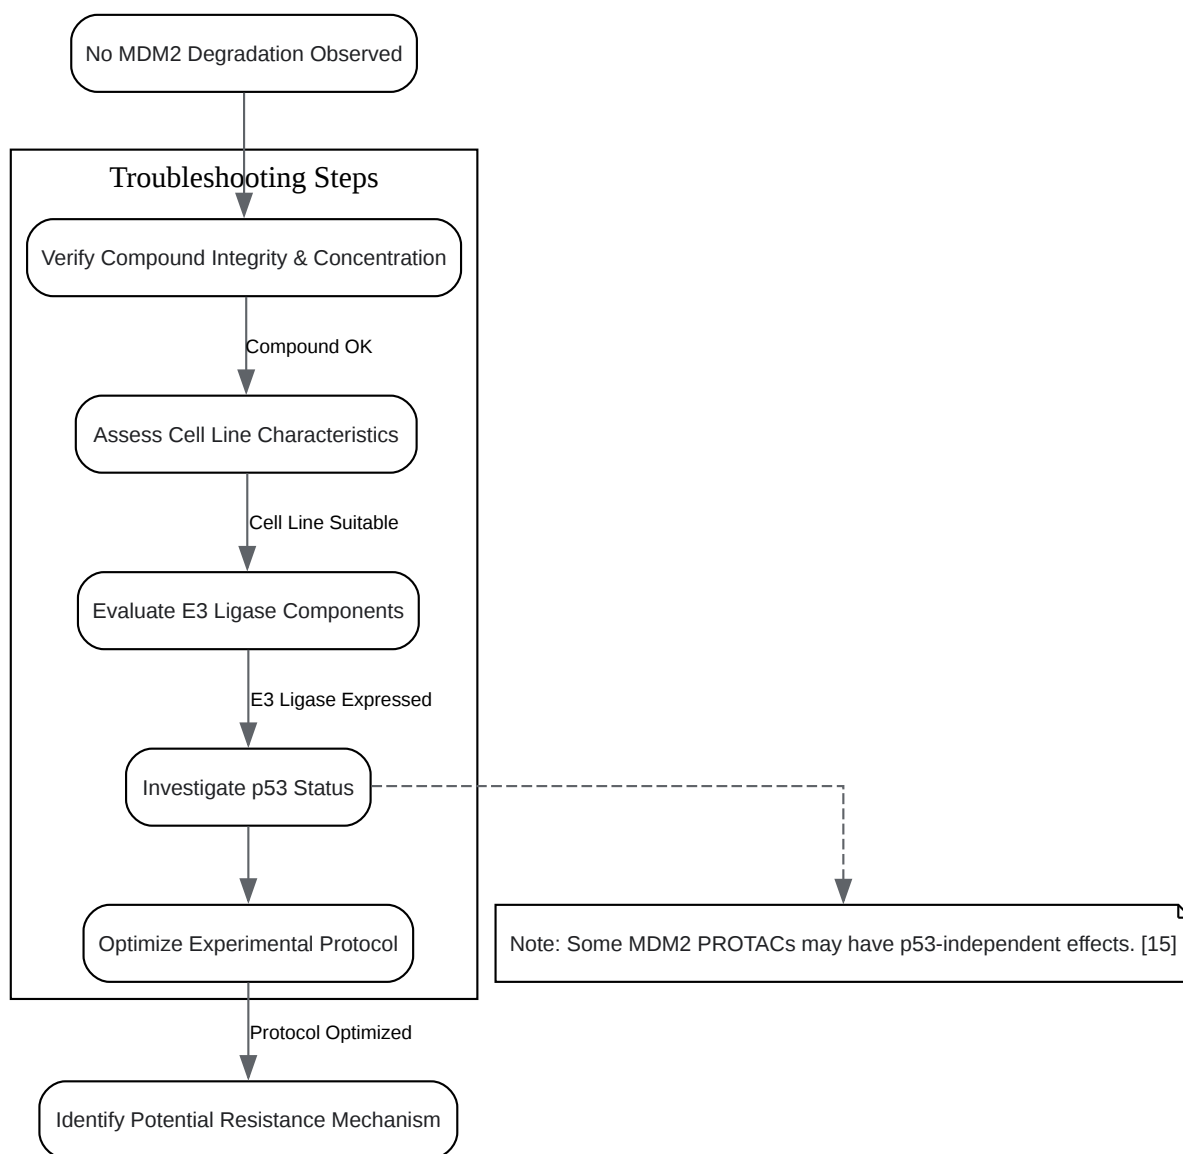 No MDM2 Degradation Observed
Troubleshooting Steps
Verify Compound Integrity & Concentration
Compound OK
Assess Cell Line Characteristics
Cell Line Suitable
Evaluate E3 Ligase Components
E3 Ligase Expressed
Investigate p53 Status
Optimize Experimental Protocol
Note: Some MDM2 PROTACs may have p53-independent effects. [15]
Protocol Optimized
Identify Potential Resistance Mechanism